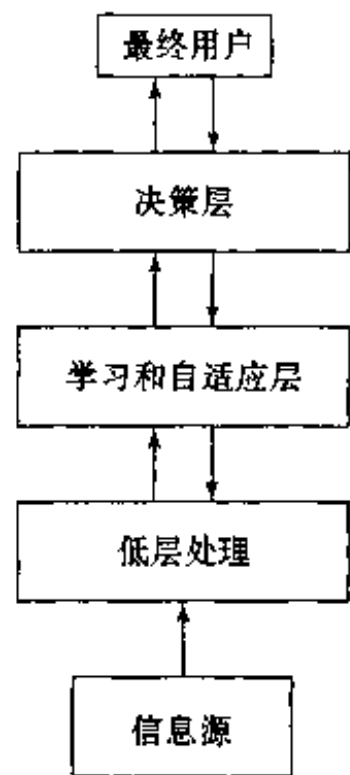 最终用户
决策层
学习和自适应层
低层处理
信息源